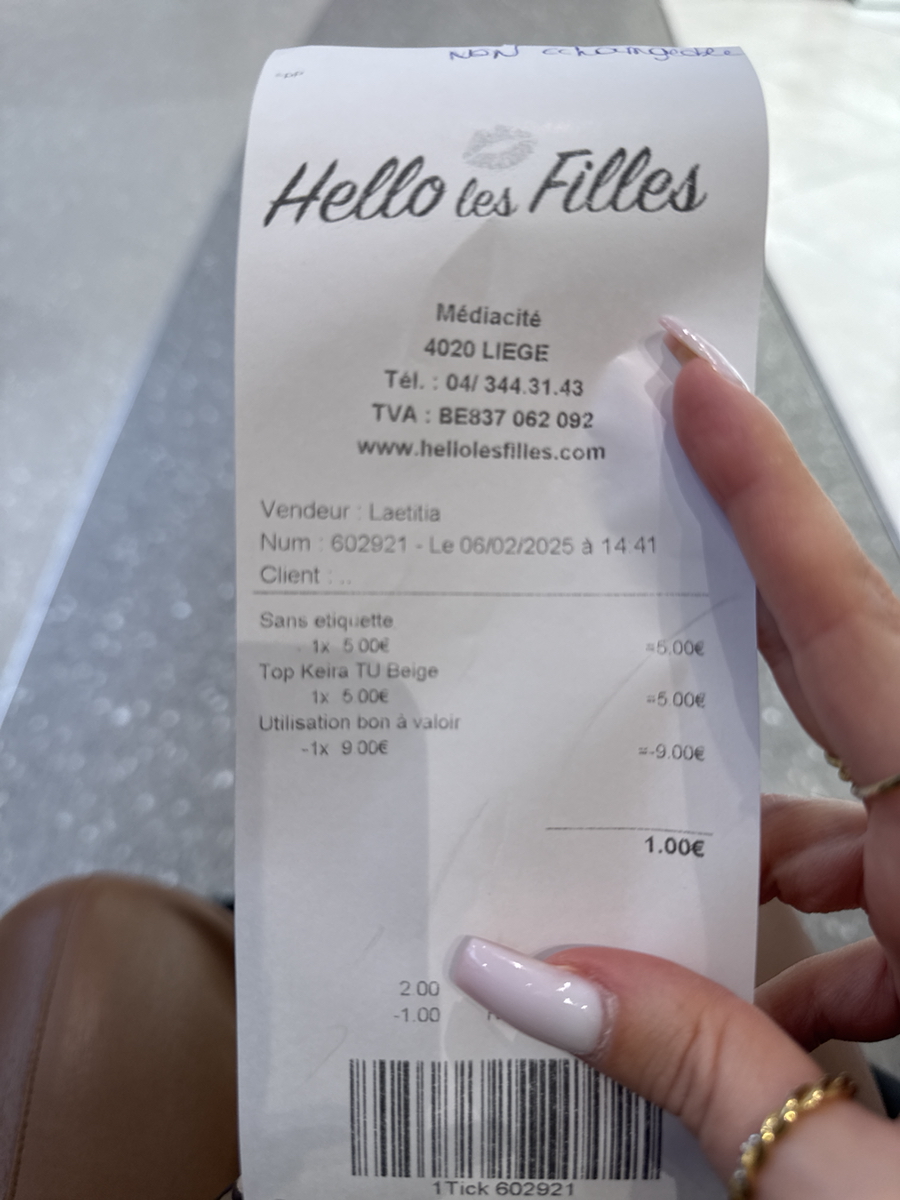 NON échangeable
Hello les Filles
Médiacité
4020 LIEGE
Tél. : 04/ 344.31.43
TVA : BE837 062 092
www.hellolesfilles.com
Vendeur : Laetitia
Num : 602921 - Le 06/02/2025 à 14:41
Client : ..
Sans etiquette
1x 5.00€ =5.00€
Top Keira TU Beige
1x 5.00€ =5.00€
Utilisation bon à valoir
-1x 9.00€ =-9.00€
1.00€
2.00
-1.00
1Tick 602921